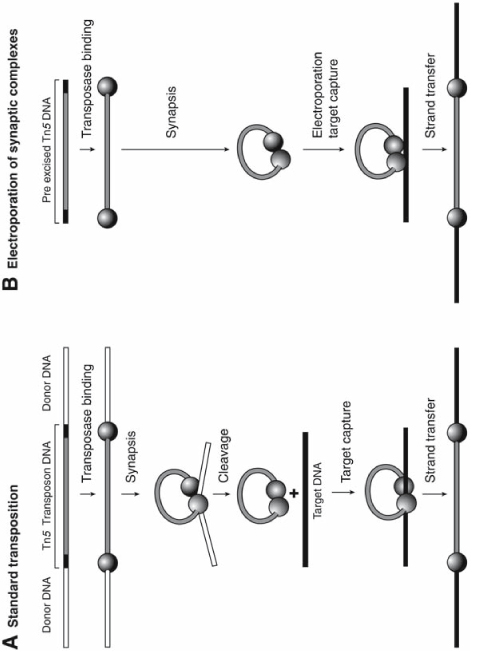 A Standard transposition
Donor DNA
Tn5 Transposon DNA
Donor DNA
Transposase binding
Synapsis
Cleavage
+
Target DNA
Target capture
Strand transfer
B Electroporation of synaptic complexes
Pre excised Tn5 DNA
Transposase binding
Synapsis
Electroporation
target capture
Strand transfer